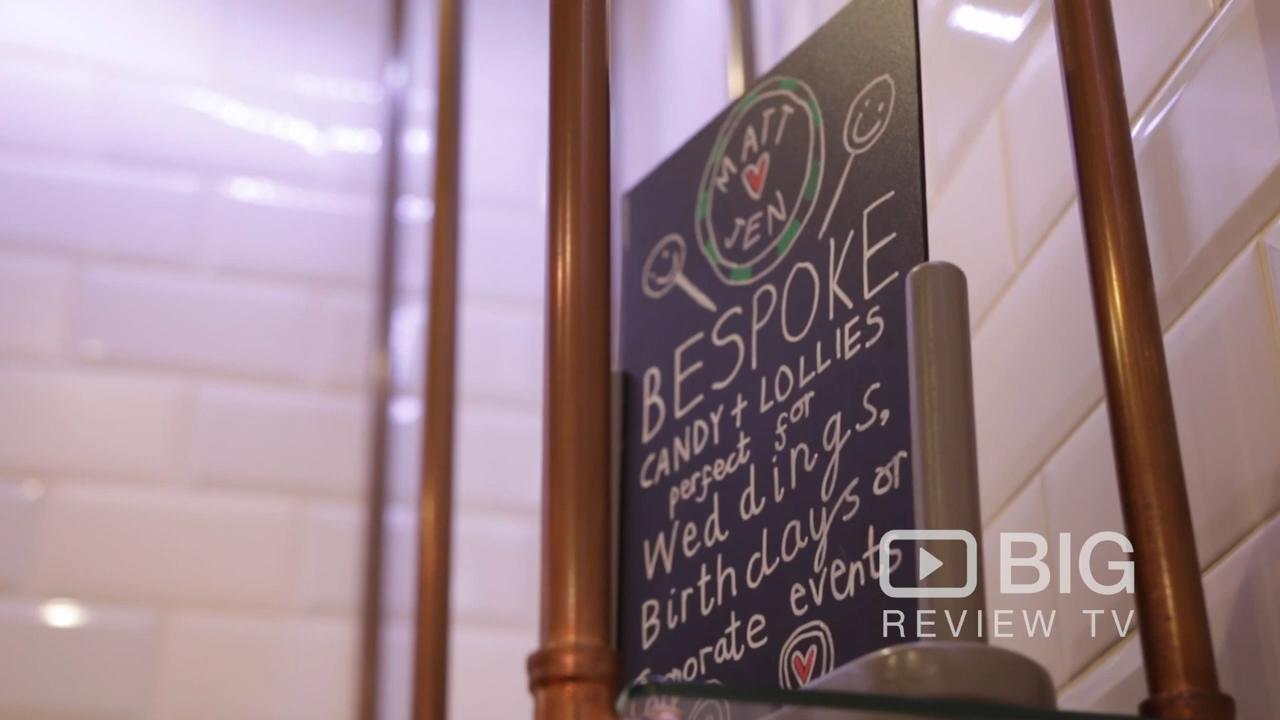 MATT
JEN
BESPOKE
CANDY + LOLLIES
perfect for
Weddings,
Birthdays or
events
BIG
REVIEW TV